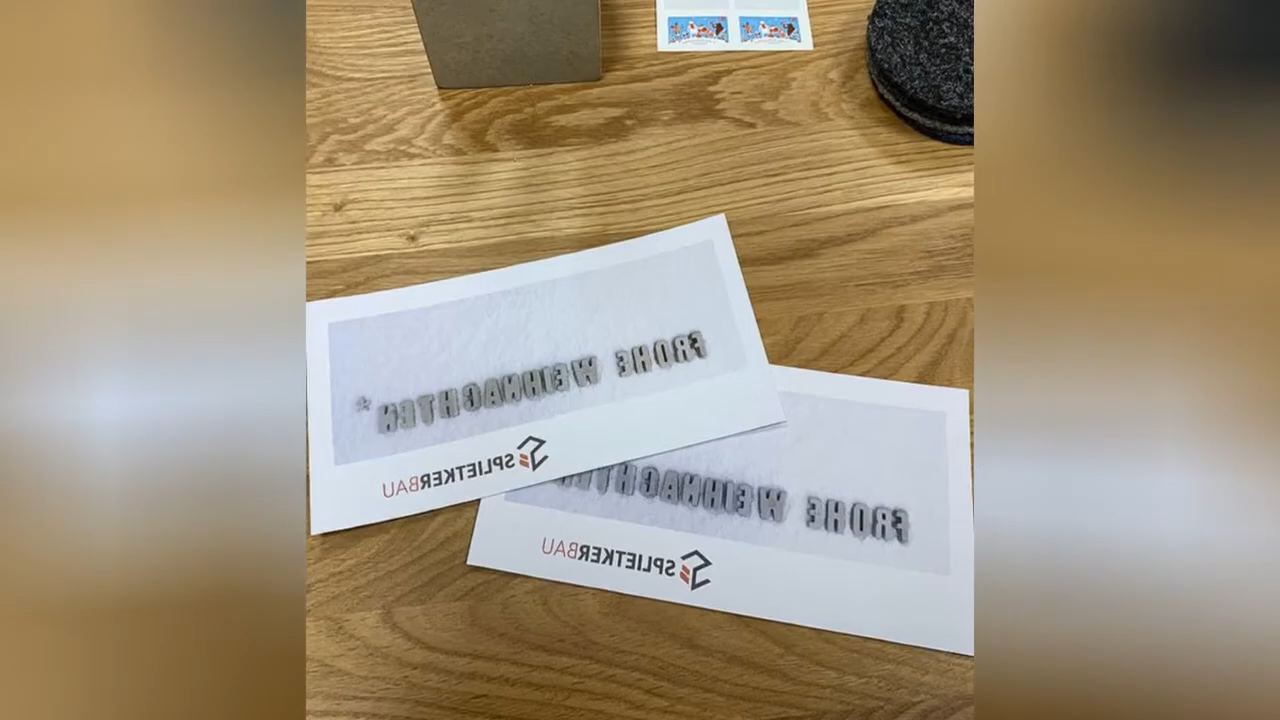 FROHE WEIHNACHTEN*
SPLIETKERBAU
FROHE WEIHNACHTEN
SPLIETKERBAU